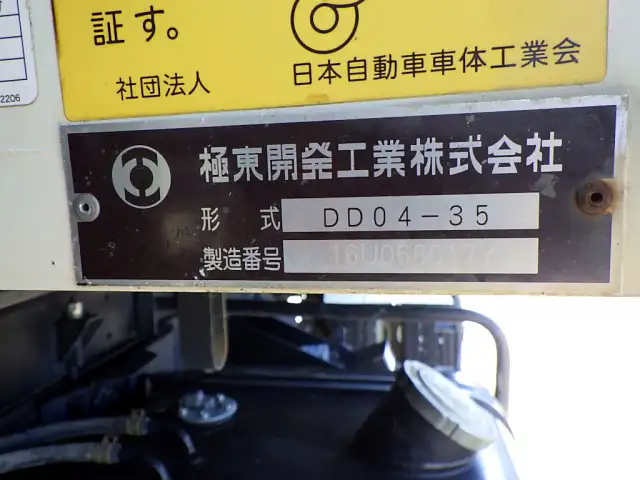 証す。
社団法人 日本自動車車体工業会
2206
極東開発工業株式会社
形 式 DD04-35
製造番号